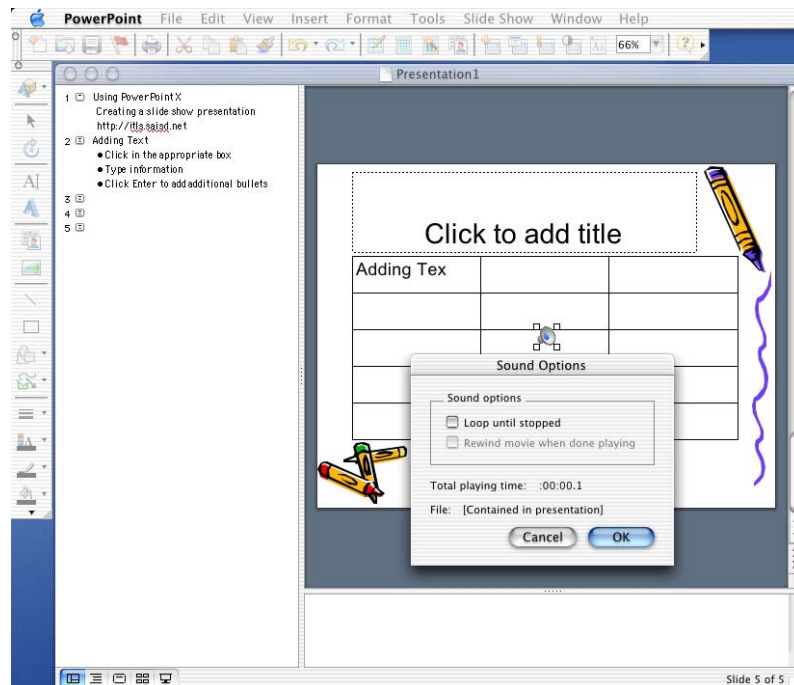 PowerPoint File Edit View Insert Format Tools Slide Show Window Help
66%
Presentation1
1 Using PowerPoint X
Creating a slide show presentation
http://itls.saisd.net
2 Adding Text
• Click in the appropriate box
• Type information
• Click Enter to add additional bullets
3
4
5
Click to add title
Adding Tex
Sound Options
Sound options
Loop until stopped
Rewind movie when done playing
Total playing time: :00:00.1
File: [Contained in presentation]
Cancel OK
Slide 5 of 5